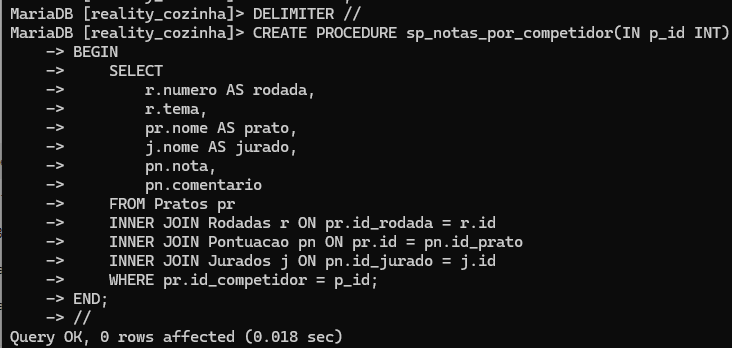 MariaDB [reality_cozinha]> DELIMITER //
MariaDB [reality_cozinha]> CREATE PROCEDURE sp_notas_por_competidor(IN p_id INT)
    -> BEGIN
    ->     SELECT
    ->         r.numero AS rodada,
    ->         r.tema,
    ->         pr.nome AS prato,
    ->         j.nome AS jurado,
    ->         pn.nota,
    ->         pn.comentario
    ->     FROM Pratos pr
    ->     INNER JOIN Rodadas r ON pr.id_rodada = r.id
    ->     INNER JOIN Pontuacao pn ON pr.id = pn.id_prato
    ->     INNER JOIN Jurados j ON pn.id_jurado = j.id
    ->     WHERE pr.id_competidor = p_id;
    -> END;
    -> //
Query OK, 0 rows affected (0.018 sec)